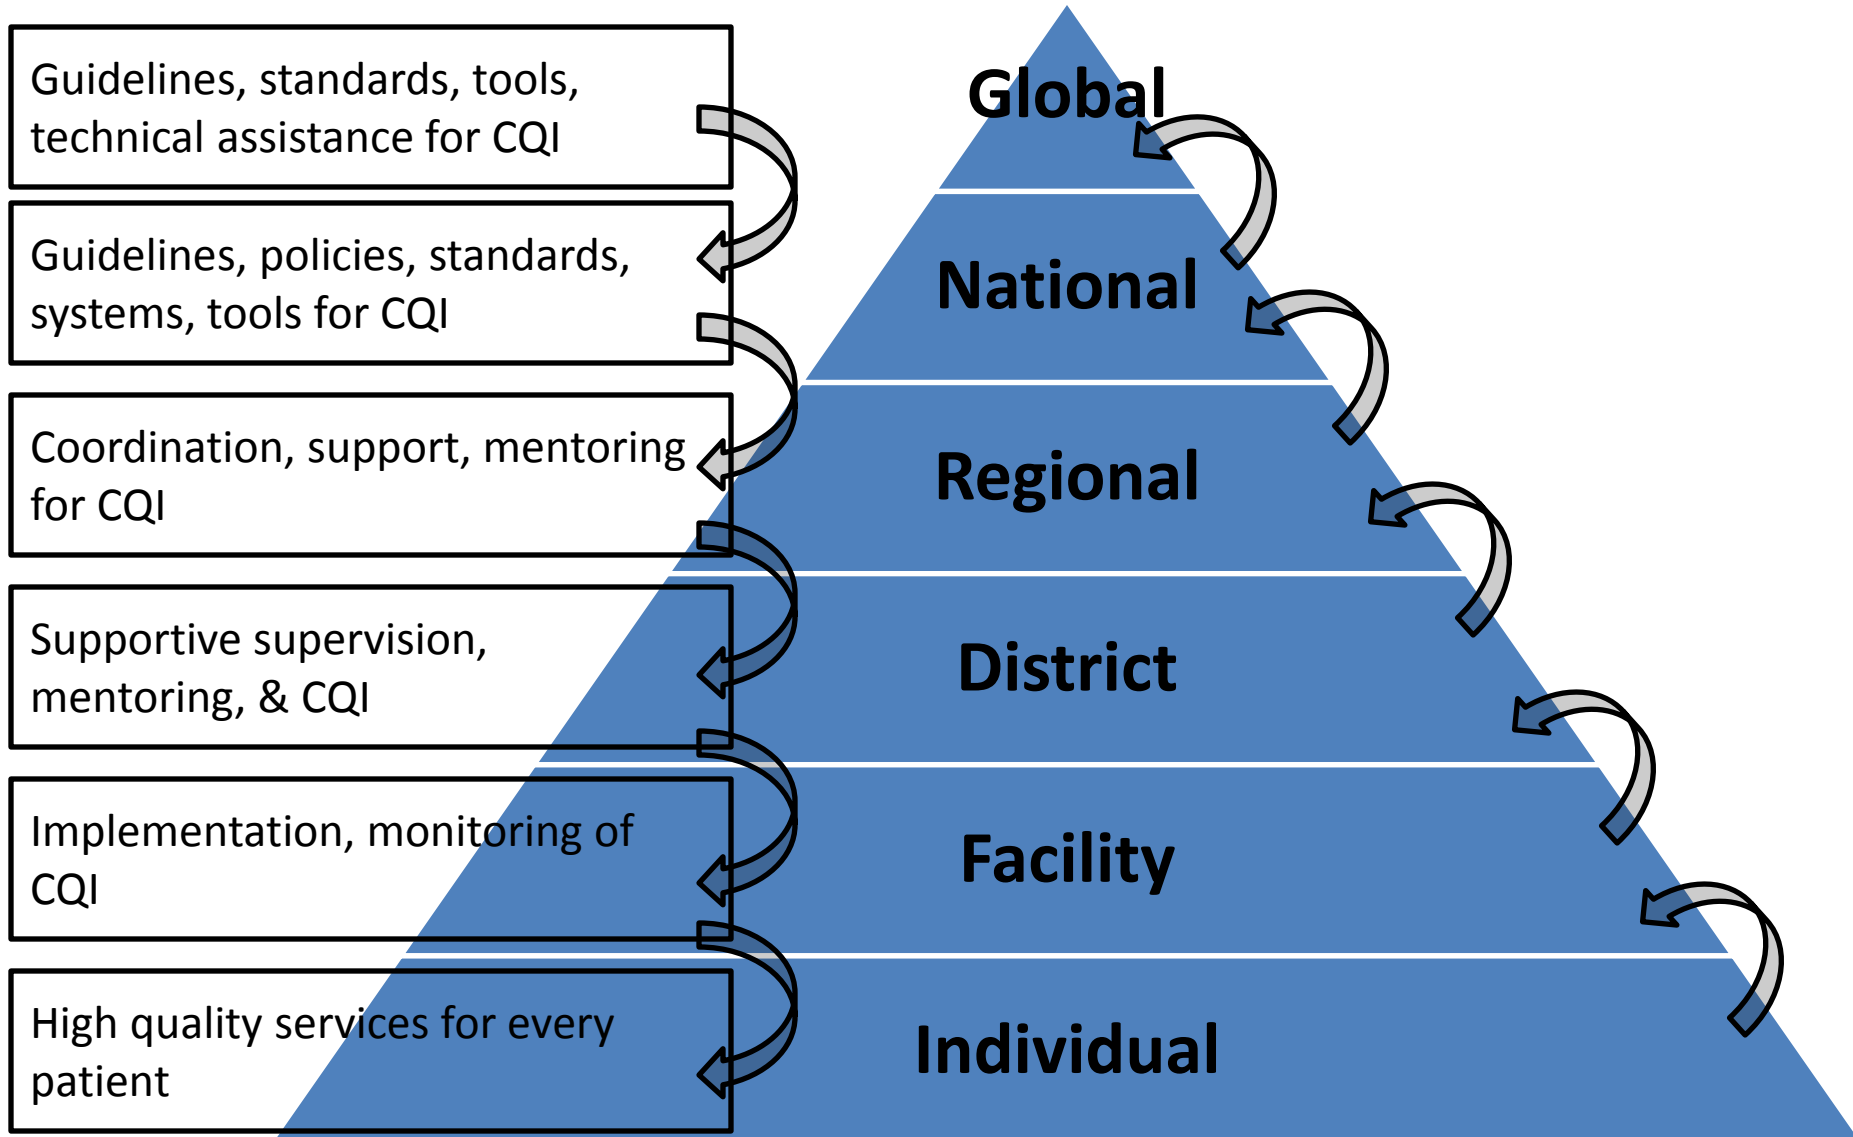 Guidelines, standards, tools,
technical assistance for CQI
Global
Guidelines, policies, standards,
systems, tools for CQI
National
Coordination, support, mentoring
for CQI
Regional
Supportive supervision,
mentoring, & CQI
District
Implementation, monitoring of
CQI
Facility
High quality services for every
patient
Individual